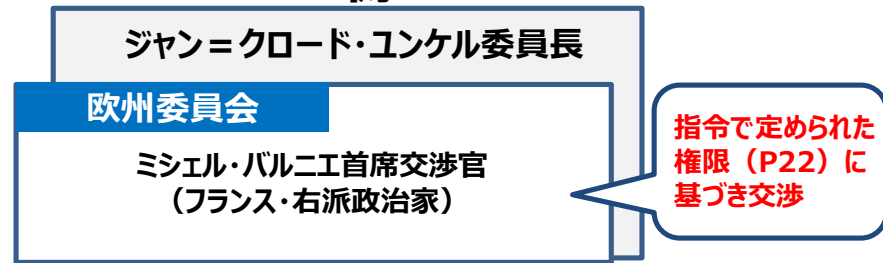 ジャン＝クロード・ユンケル委員長
欧州委員会
ミシェル・バルニエ首席交渉官
（フランス・右派政治家）
指令で定められた
権限（P22）に
基づき交渉